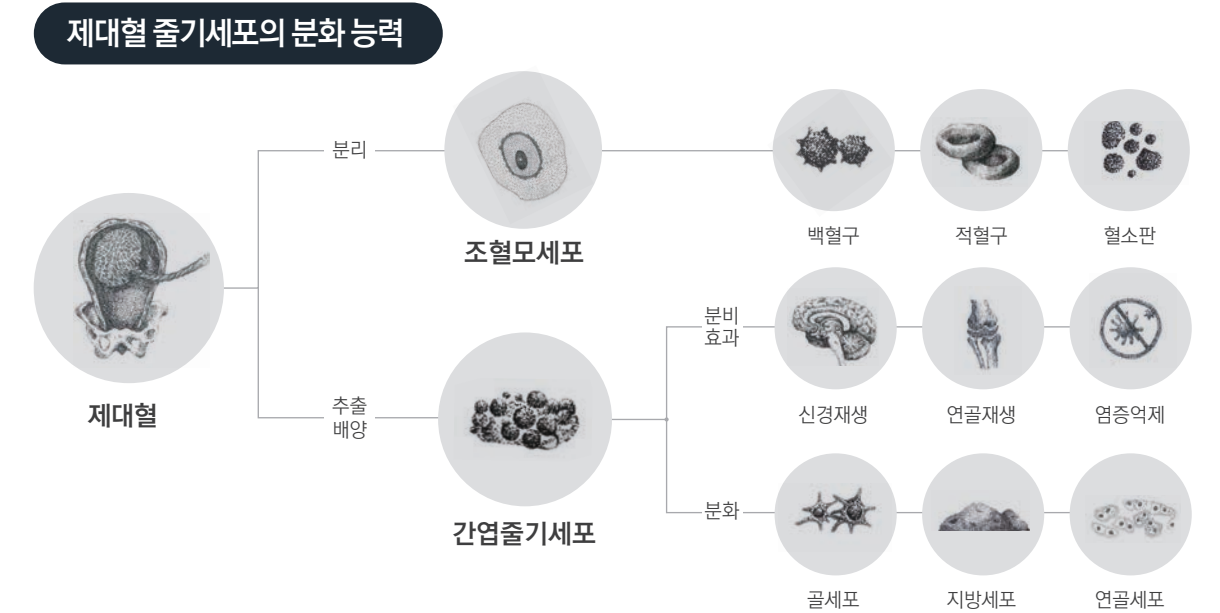 제대혈 줄기세포의 분화 능력
분리
조혈모세포
백혈구
적혈구
혈소판
제대혈
추출
배양
간엽줄기세포
분비
효과
신경재생
연골재생
염증억제
분화
골세포
지방세포
연골세포